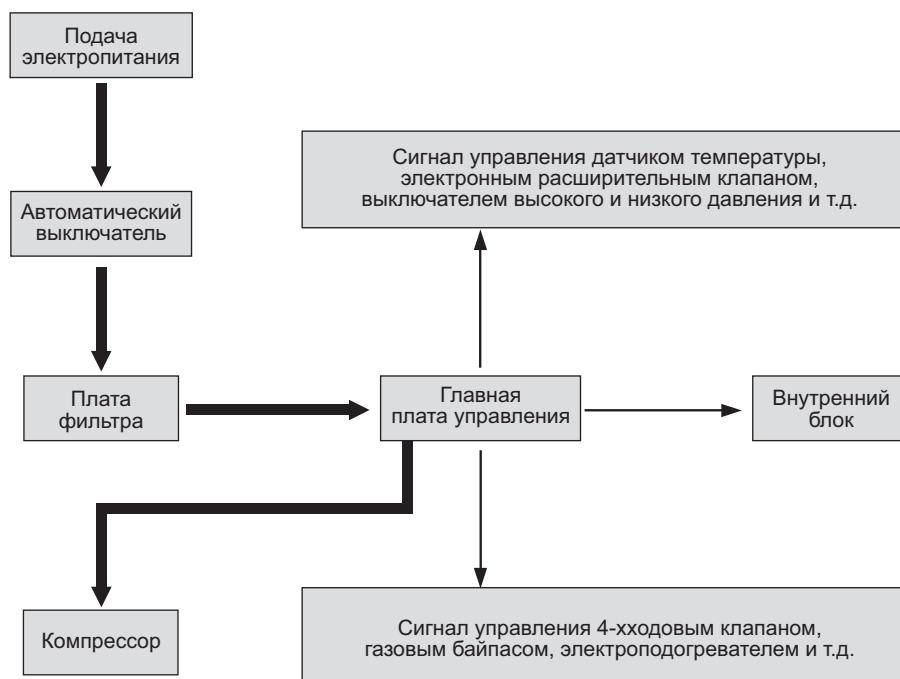 Подача
электропитания
Сигнал управления датчиком температуры,
электронным расширительным клапаном,
выключателем высокого и низкого давления и т.д.
Автоматический
выключатель
Плата
фильтра
Главная
плата управления
Внутренний
блок
Компрессор
Сигнал управления 4-хходовым клапаном,
газовым байпасом, электроподогревателем и т.д.